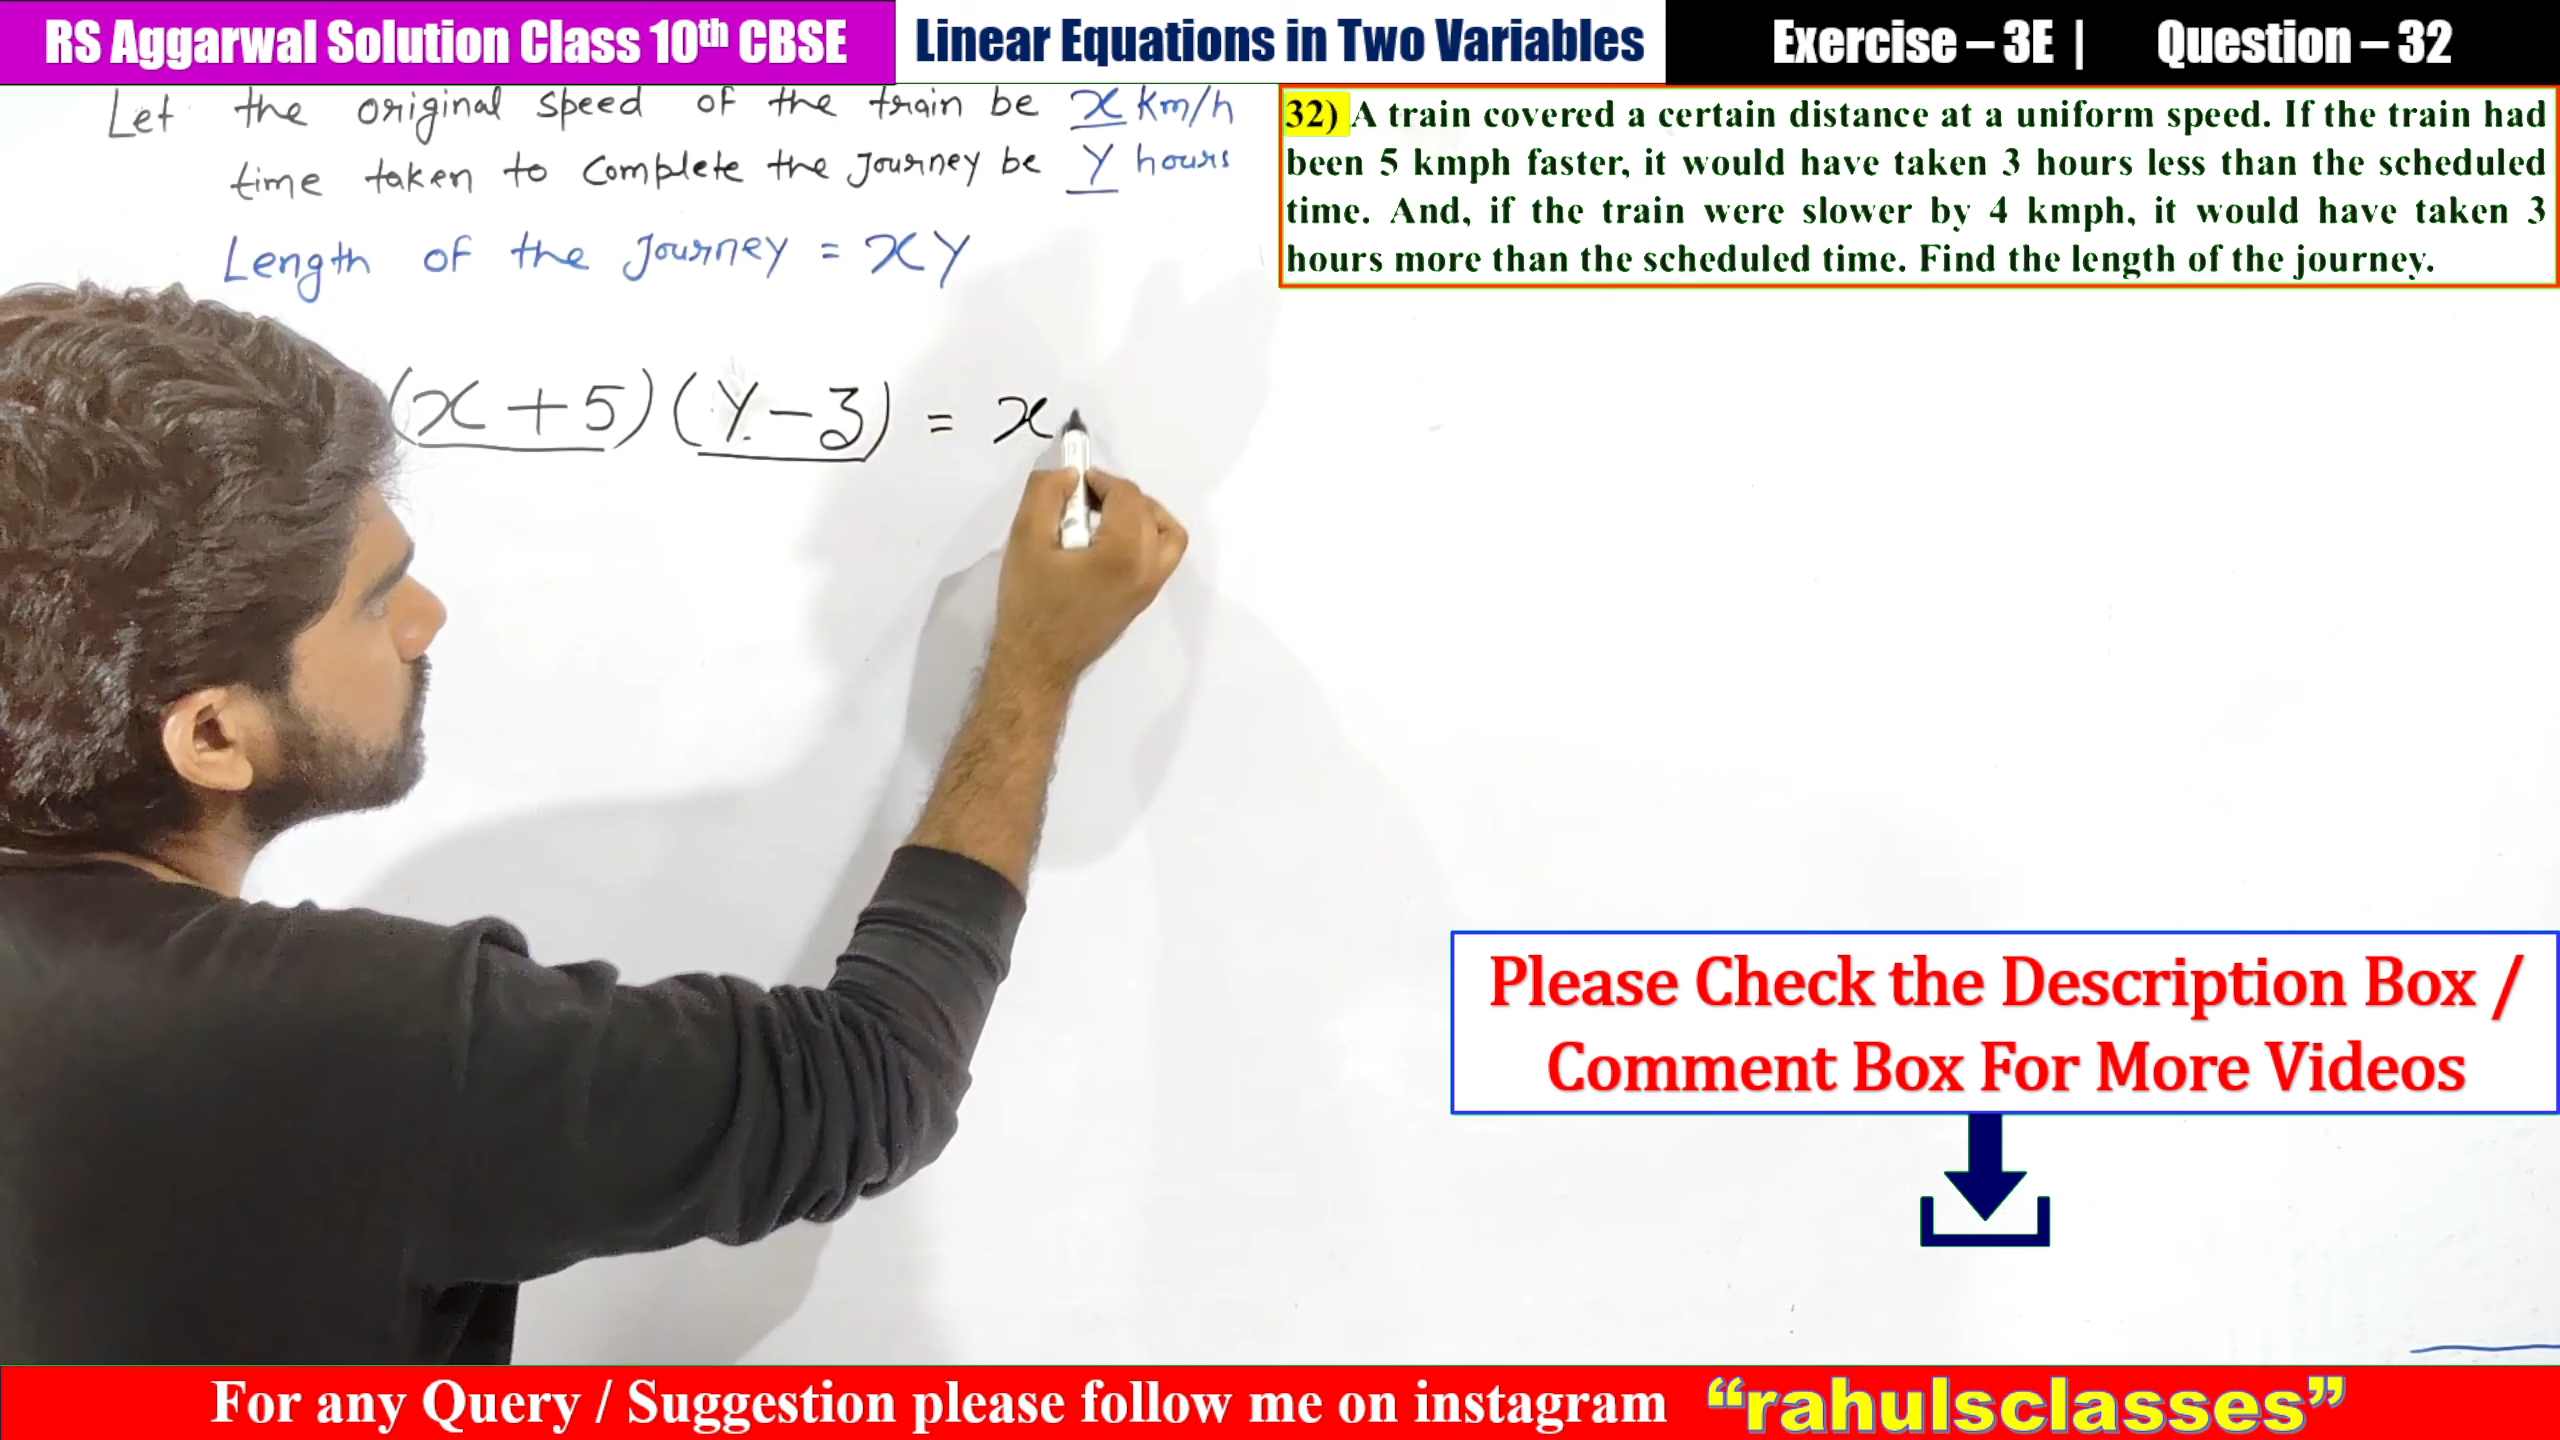 RS Aggarwal Solution Class 10th CBSE
Linear Equations in Two Variables
Exercise – 3E | Question – 32
Let the original speed of the train be x km/h
time taken to complete the Journey be y hours
Length of the Journey = xy
(x + 5) (y - 3) = x
32) A train covered a certain distance at a uniform speed. If the train had
been 5 kmph faster, it would have taken 3 hours less than the scheduled
time. And, if the train were slower by 4 kmph, it would have taken 3
hours more than the scheduled time. Find the length of the journey.
Please Check the Description Box /
Comment Box For More Videos
For any Query / Suggestion please follow me on instagram “rahulsclasses”